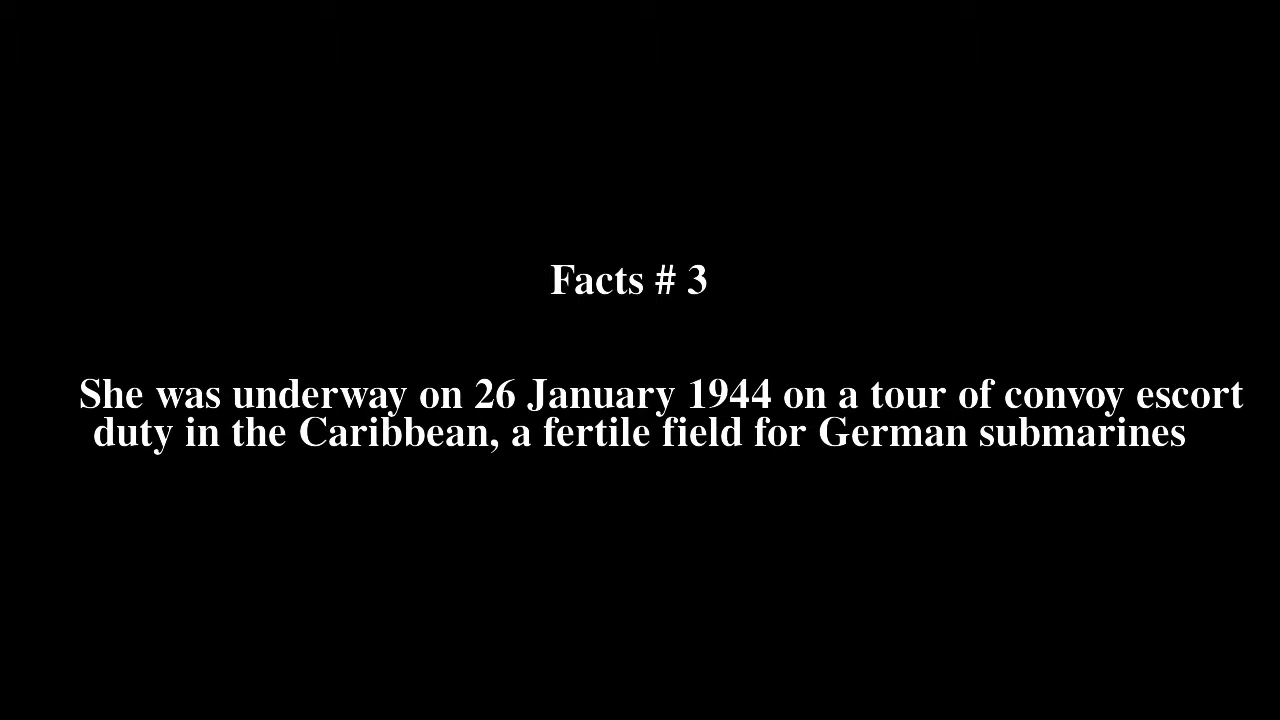 Facts # 3
She was underway on 26 January 1944 on a tour of convoy escort
duty in the Caribbean, a fertile field for German submarines